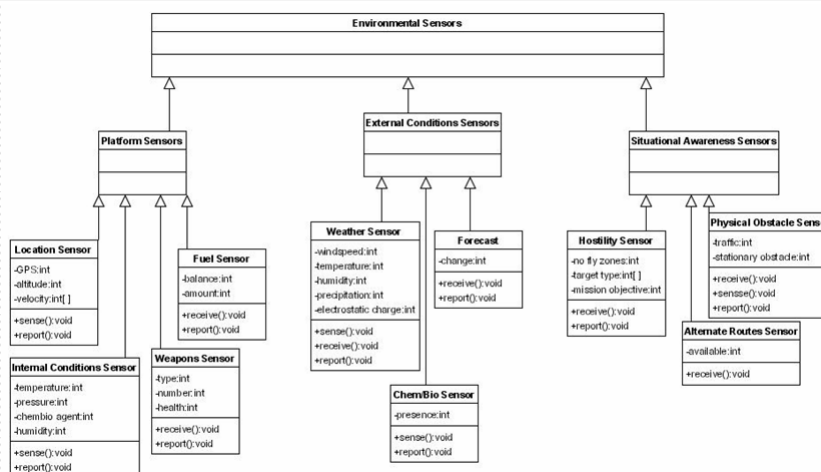 Environmental Sensors
Platform Sensors
External Conditions Sensors
Situational Awareness Sensors
Location Sensor
-GPS:int
-altitude:int
-velocity:int[ ]
+sense():void
+report():void
Internal Conditions Sensor
-temperature:int
-pressure:int
-chembio agent:int
-humidity:int
+sense():void
+report():void
Weapons Sensor
-type:int
-number:int
-health:int
+receive():void
+report():void
Fuel Sensor
-balance:int
-amount:int
+receive():void
+report():void
Weather Sensor
-windspeed:int
-temperature:int
-humidity:int
-precipitation:int
-electrostatic charge:int
+sense():void
+receive():void
+report():void
Chem/Bio Sensor
-presence:int
+sense():void
+report():void
Forecast
-change:int
+receive():void
+report():void
Hostility Sensor
-no fly zones:int
-target type:int[ ]
-mission objective:int
+receive():void
+report():void
Alternate Routes Sensor
-available:int
+receive():void
Physical Obstacle Sens
-traffic:int
-stationary obstacle:int
+receive():void
+sensse():void
+report():void